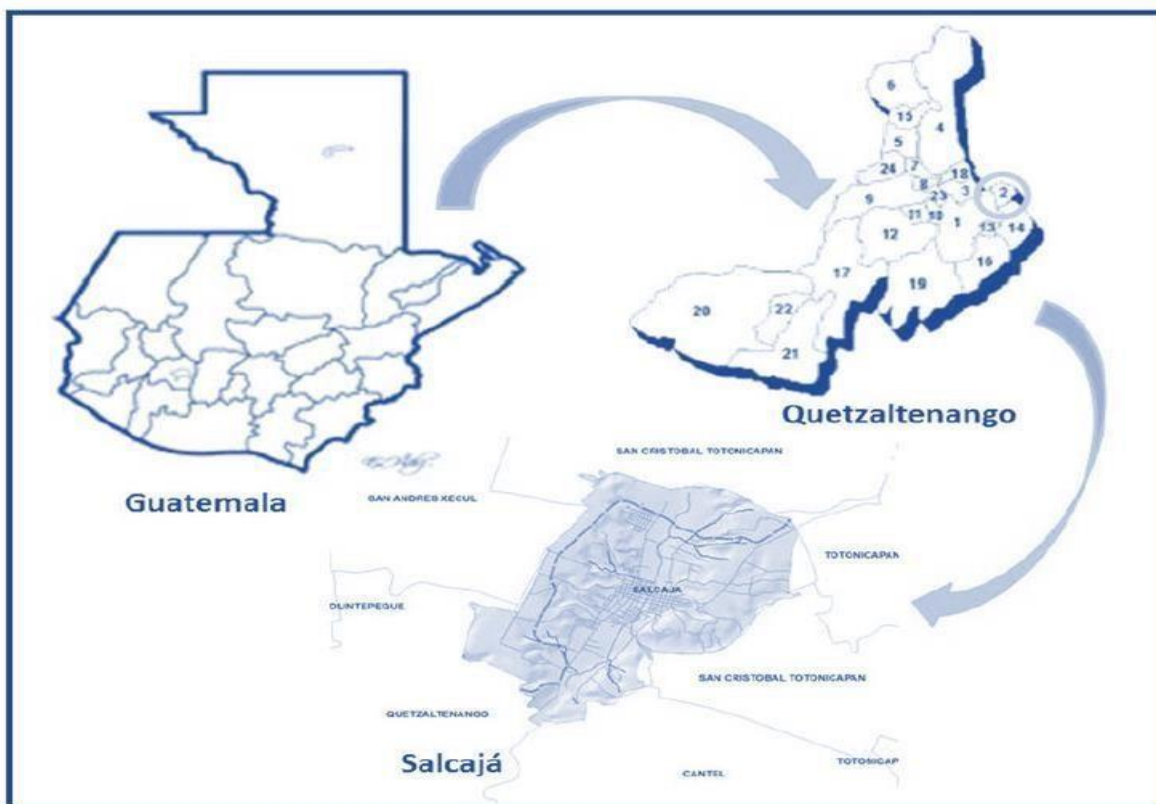 6
15
4
5
24
7
18
8
3
2
9
23
11
10
1
13
14
12
16
17
19
20
22
21
Quetzaltenango
Guatemala
SAN CRISTOBAL TOTONICAPAN
SAN ANDRES XECUL
TOTONICAPAN
SALCAJA
OLINTEPEQUE
SAN CRISTOBAL TOTONICAPAN
QUETZALTENANGO
Salcajá
CANTEL
TOTONICAP